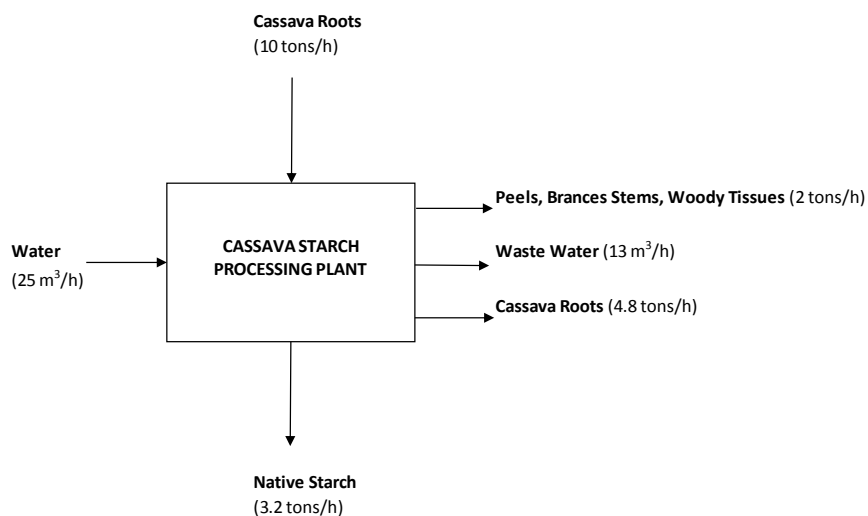 Cassava Roots
(10 tons/h)
Peels, Brances Stems, Woody Tissues (2 tons/h)
Water
(25 m³/h)
CASSAVA STARCH
PROCESSING PLANT
Waste Water (13 m³/h)
Cassava Roots (4.8 tons/h)
Native Starch
(3.2 tons/h)